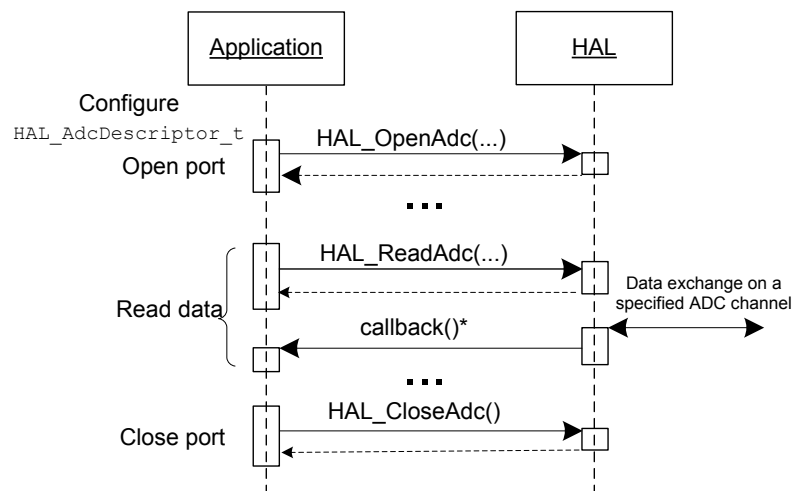 Application
HAL
Configure
HAL_AdcDescriptor_t
HAL_OpenAdc(...)
Open port
...
HAL_ReadAdc(...)
Data exchange on a
specified ADC channel
Read data
callback()*
...
HAL_CloseAdc()
Close port